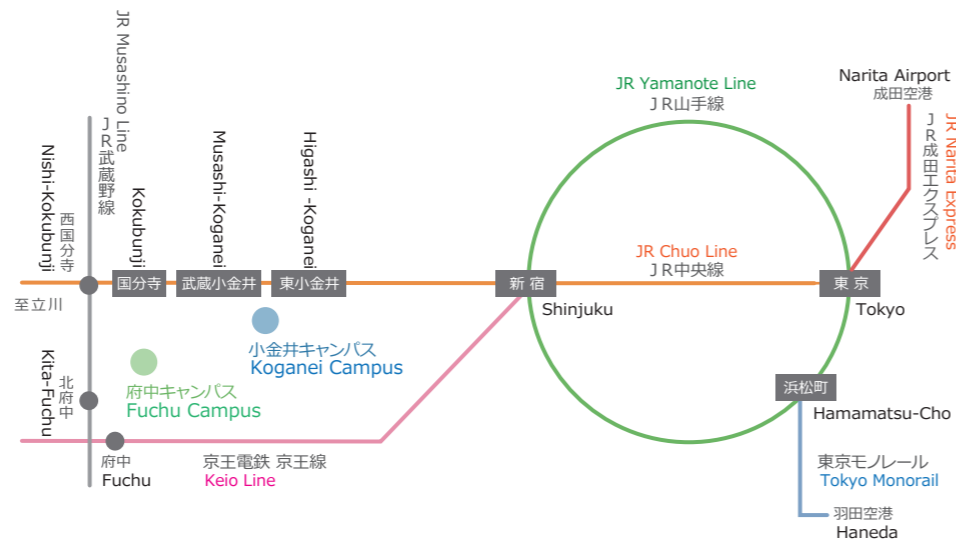 JR Musashino Line
JR武蔵野線
Nishi-Kokubunji
西国分寺
Kokubunji
国分寺
Musashi-Koganei
武蔵小金井
Higashi -Koganei
東小金井
至立川
JR Yamanote Line
JR山手線
Narita Airport
成田空港
JR Narita Express
JR成田エクスプレス
JR Chuo Line
JR中央線
新 宿
Shinjuku
東 京
Tokyo
小金井キャンパス
Koganei Campus
府中キャンパス
Fuchu Campus
Kita-Fuchu
北府中
浜松町
Hamamatsu-Cho
府中
Fuchu
京王電鉄 京王線
Keio Line
東京モノレール
Tokyo Monorail
羽田空港
Haneda